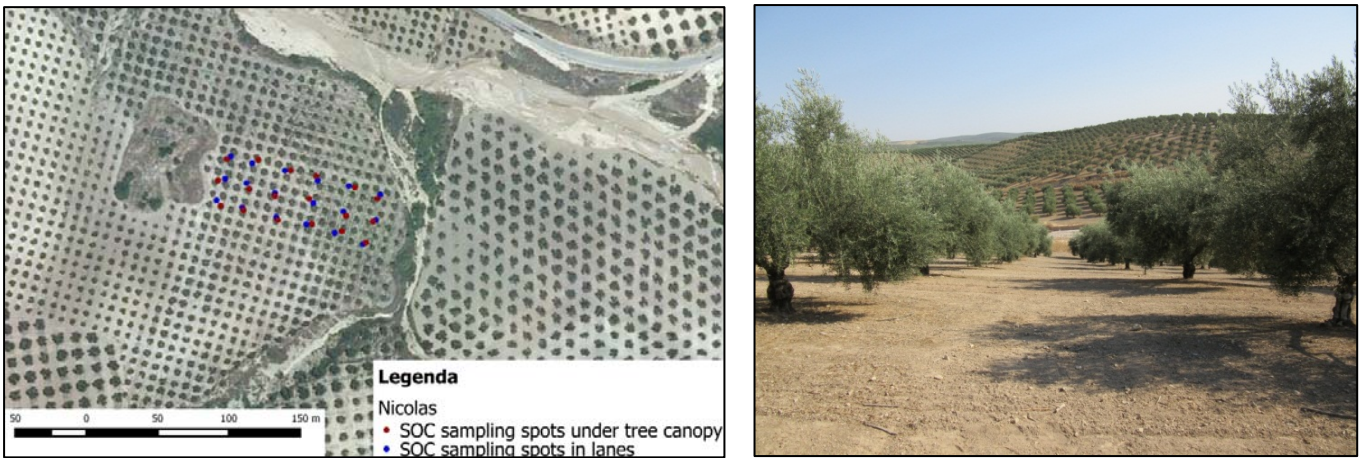 50 0 50 100 150 m
Legenda
Nicolas
SOC sampling spots under tree canopy
SOC sampling spots in lanes